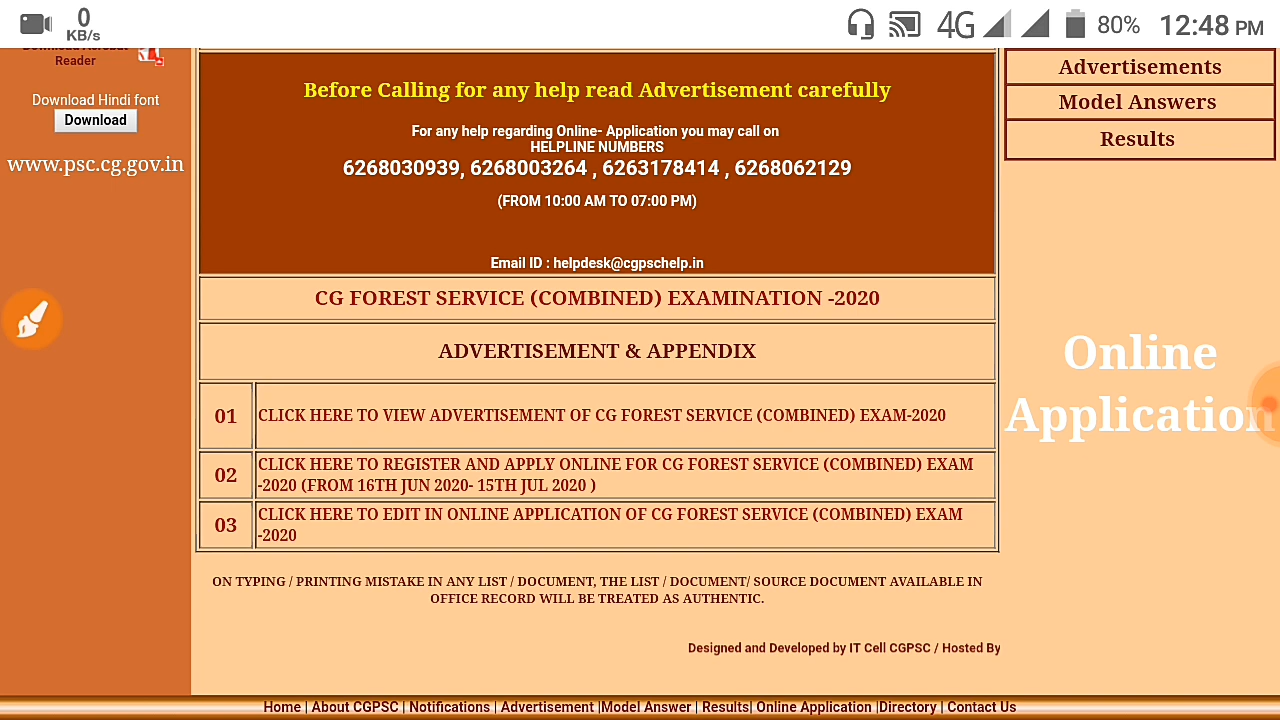 0
KB/s
4G
80%
12:48 PM
Reader
Download Hindi font
Download
www.psc.cg.gov.in
Before Calling for any help read Advertisement carefully
For any help regarding Online- Application you may call on
HELPLINE NUMBERS
6268030939, 6268003264 , 6263178414 , 6268062129
(FROM 10:00 AM TO 07:00 PM)
Email ID : helpdesk@cgpschelp.in
CG FOREST SERVICE (COMBINED) EXAMINATION -2020
ADVERTISEMENT & APPENDIX
01 CLICK HERE TO VIEW ADVERTISEMENT OF CG FOREST SERVICE (COMBINED) EXAM-2020
02 CLICK HERE TO REGISTER AND APPLY ONLINE FOR CG FOREST SERVICE (COMBINED) EXAM
-2020 (FROM 16TH JUN 2020- 15TH JUL 2020 )
03 CLICK HERE TO EDIT IN ONLINE APPLICATION OF CG FOREST SERVICE (COMBINED) EXAM
-2020
ON TYPING / PRINTING MISTAKE IN ANY LIST / DOCUMENT, THE LIST / DOCUMENT/ SOURCE DOCUMENT AVAILABLE IN
OFFICE RECORD WILL BE TREATED AS AUTHENTIC.
Designed and Developed by IT Cell CGPSC / Hosted By
Advertisements
Model Answers
Results
Online
Application
Home | About CGPSC | Notifications | Advertisement |Model Answer | Results| Online Application |Directory | Contact Us